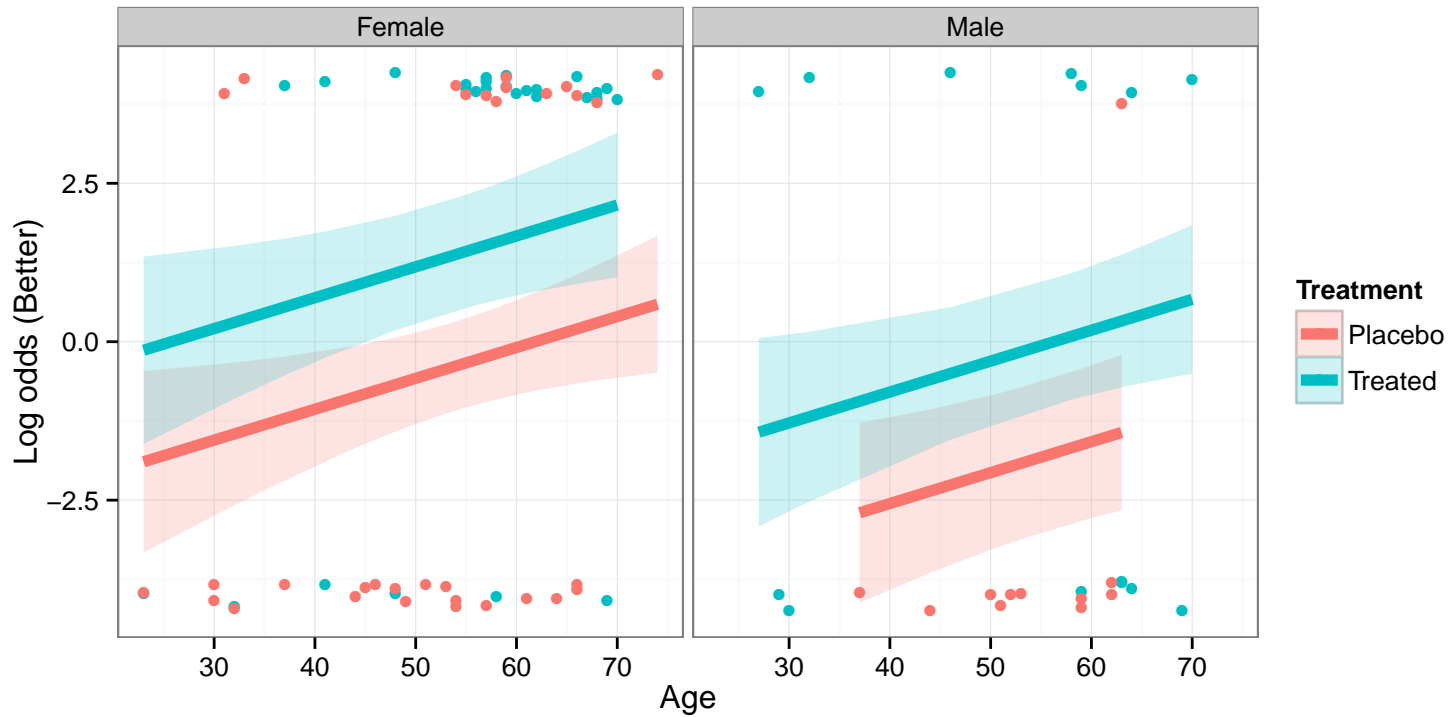 Female
Male
Log odds (Better)
2.5
0.0
−2.5
30 40 50 60 70
30 40 50 60 70
Age
Treatment
Placebo
Treated